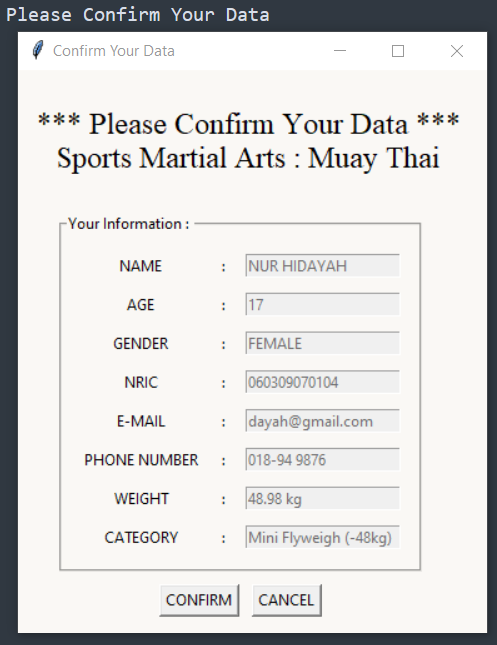 Please Confirm Your Data
Confirm Your Data
*** Please Confirm Your Data ***
Sports Martial Arts : Muay Thai
Your Information :
NAME : NUR HIDAYAH
AGE : 17
GENDER : FEMALE
NRIC : 060309070104
E-MAIL : dayah@gmail.com
PHONE NUMBER : 018-94 9876
WEIGHT : 48.98 kg
CATEGORY : Mini Flyweigh (-48kg)
CONFIRM CANCEL